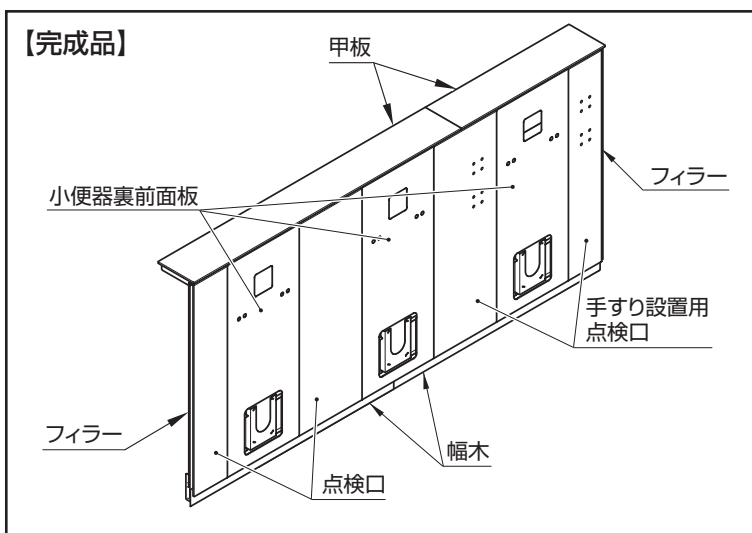 【完成品】
甲板
小便器裏前面板
フィラー
手すり設置用
点検口
フィラー
幅木
点検口